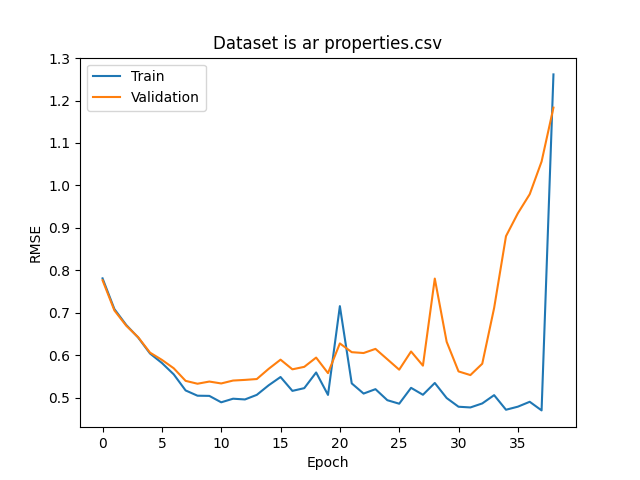 Dataset is ar properties.csv
Train
Validation
RMSE
1.3
1.2
1.1
1.0
0.9
0.8
0.7
0.6
0.5
0 5 10 15 20 25 30 35
Epoch